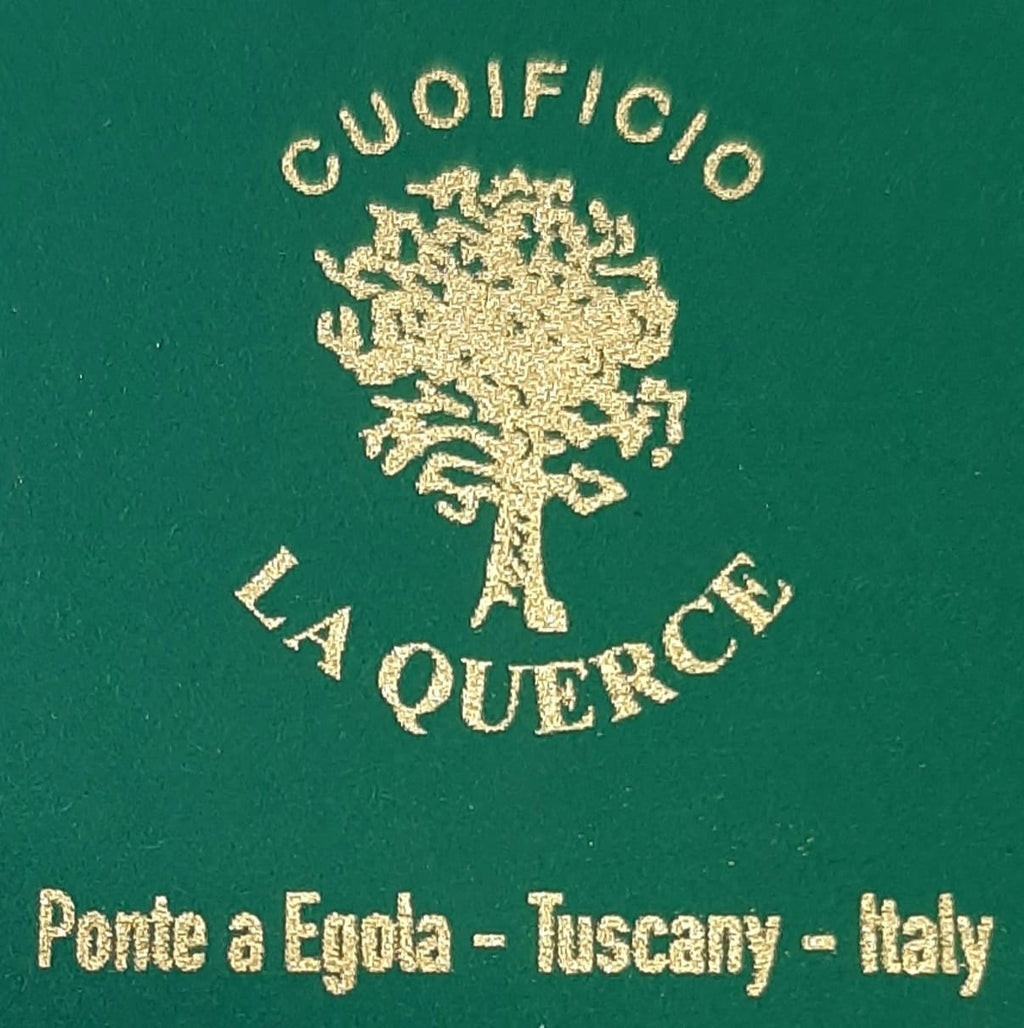 CUOIFICIO
LA QUERCE
Ponte a Egola - Tuscany - Italy